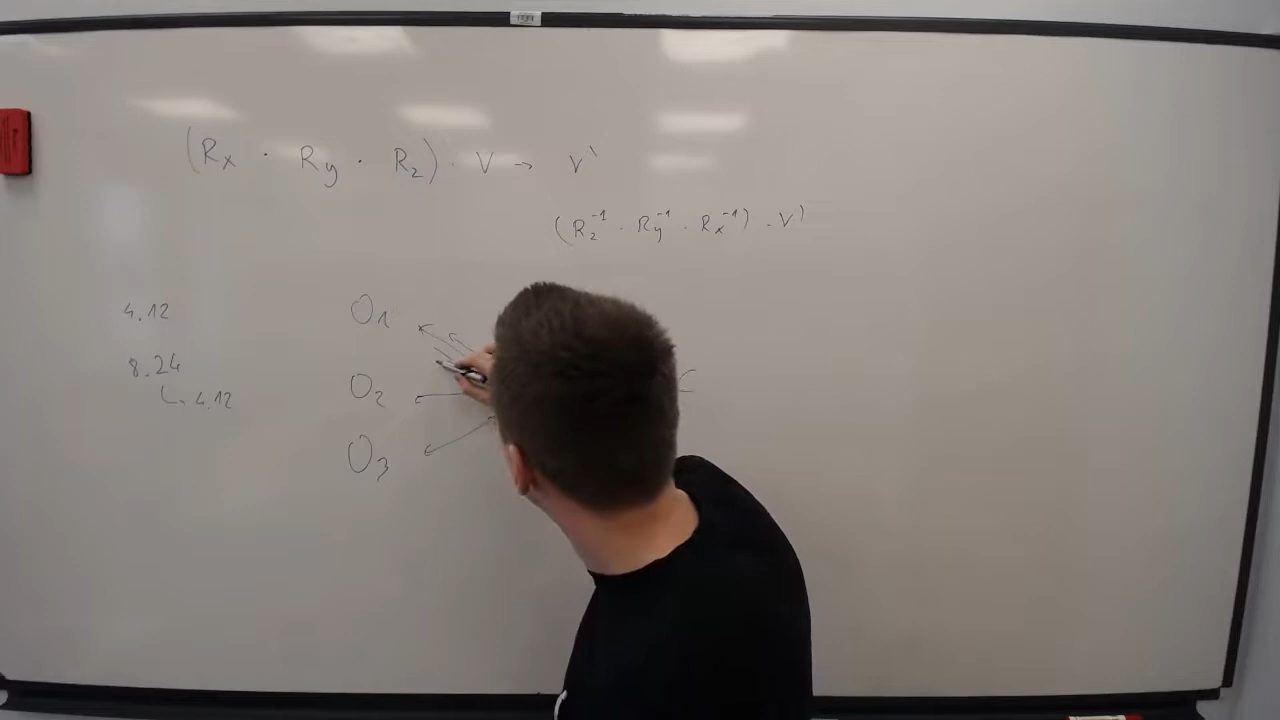 (Rx · Ry · Rz) · V → V`
(Rz⁻¹ · Ry⁻¹ · Rx⁻¹) · V)
4.12
8.24
4.12
O1
O2
O3